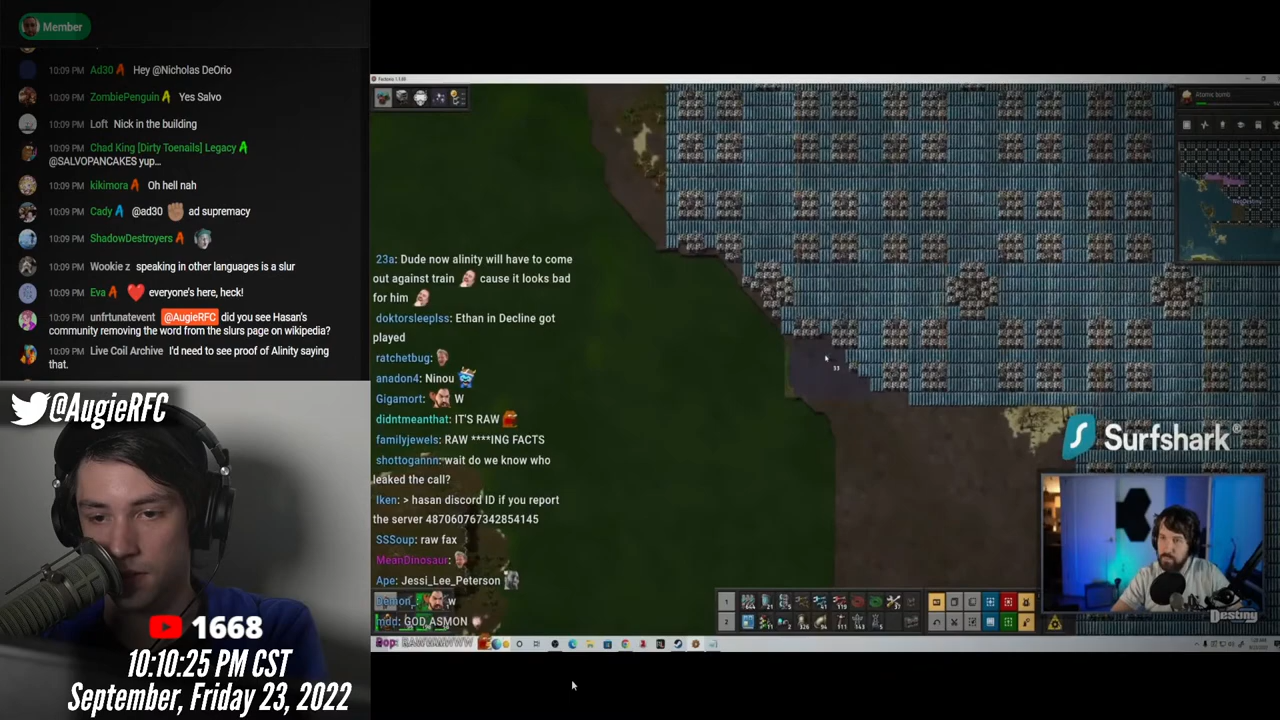 Member
10:09 PM Ad30 Hey @Nicholas DeOrio
10:09 PM ZombiePenguin Yes Salvo
10:09 PM Loft Nick in the building
10:09 PM Chad King [Dirty Toenails] Legacy
@SALVOPANCAKES yup...
10:09 PM kikimora Oh hell nah
10:09 PM Cady @ad30 ad supremacy
10:09 PM ShadowDestroyers
10:09 PM Wookie z speaking in other languages is a slur
10:09 PM Eva everyone's here, heck!
10:09 PM unfrtunatevent @AugieRFC did you see Hasan's
community removing the word from the slurs page on wikipedia?
10:09 PM Live Coil Archive I'd need to see proof of Alinity saying
that.
@AugieRFC
1668
10:10:25 PM CST
September, Friday 23, 2022
23a: Dude now alinity will have to come
out against train cause it looks bad
for him
doktorsleeplss: Ethan in Decline got
played
ratchetbug:
anadon4: Ninou
Gigamort: W
didntmeanthat: IT'S RAW
familyjewels: RAW ****ING FACTS
shottogannn: wait do we know who
leaked the call?
Iken: > hasan discord ID if you report
the server 487060767342854145
SSSoup: raw fax
MeanDinosaur:
Ape: Jessi_Lee_Peterson
Demon_: w
mdd: GOD ASMON
Atomic bomb
33
Surfshark
Destiny